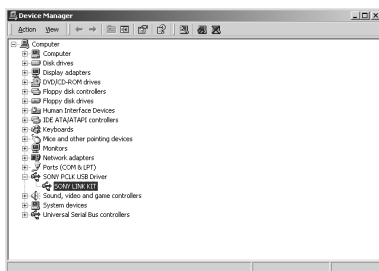 Device Manager
Action View
Computer
Computer
Disk drives
Display adapters
DVD/CD-ROM drives
Floppy disk controllers
Floppy disk drives
Human Interface Devices
IDE ATA/ATAPI controllers
Keyboards
Mice and other pointing devices
Monitors
Network adapters
Ports (COM & LPT)
SONY PCLK USB Driver
SONY LINK KIT
Sound, video and game controllers
System devices
Universal Serial Bus controllers